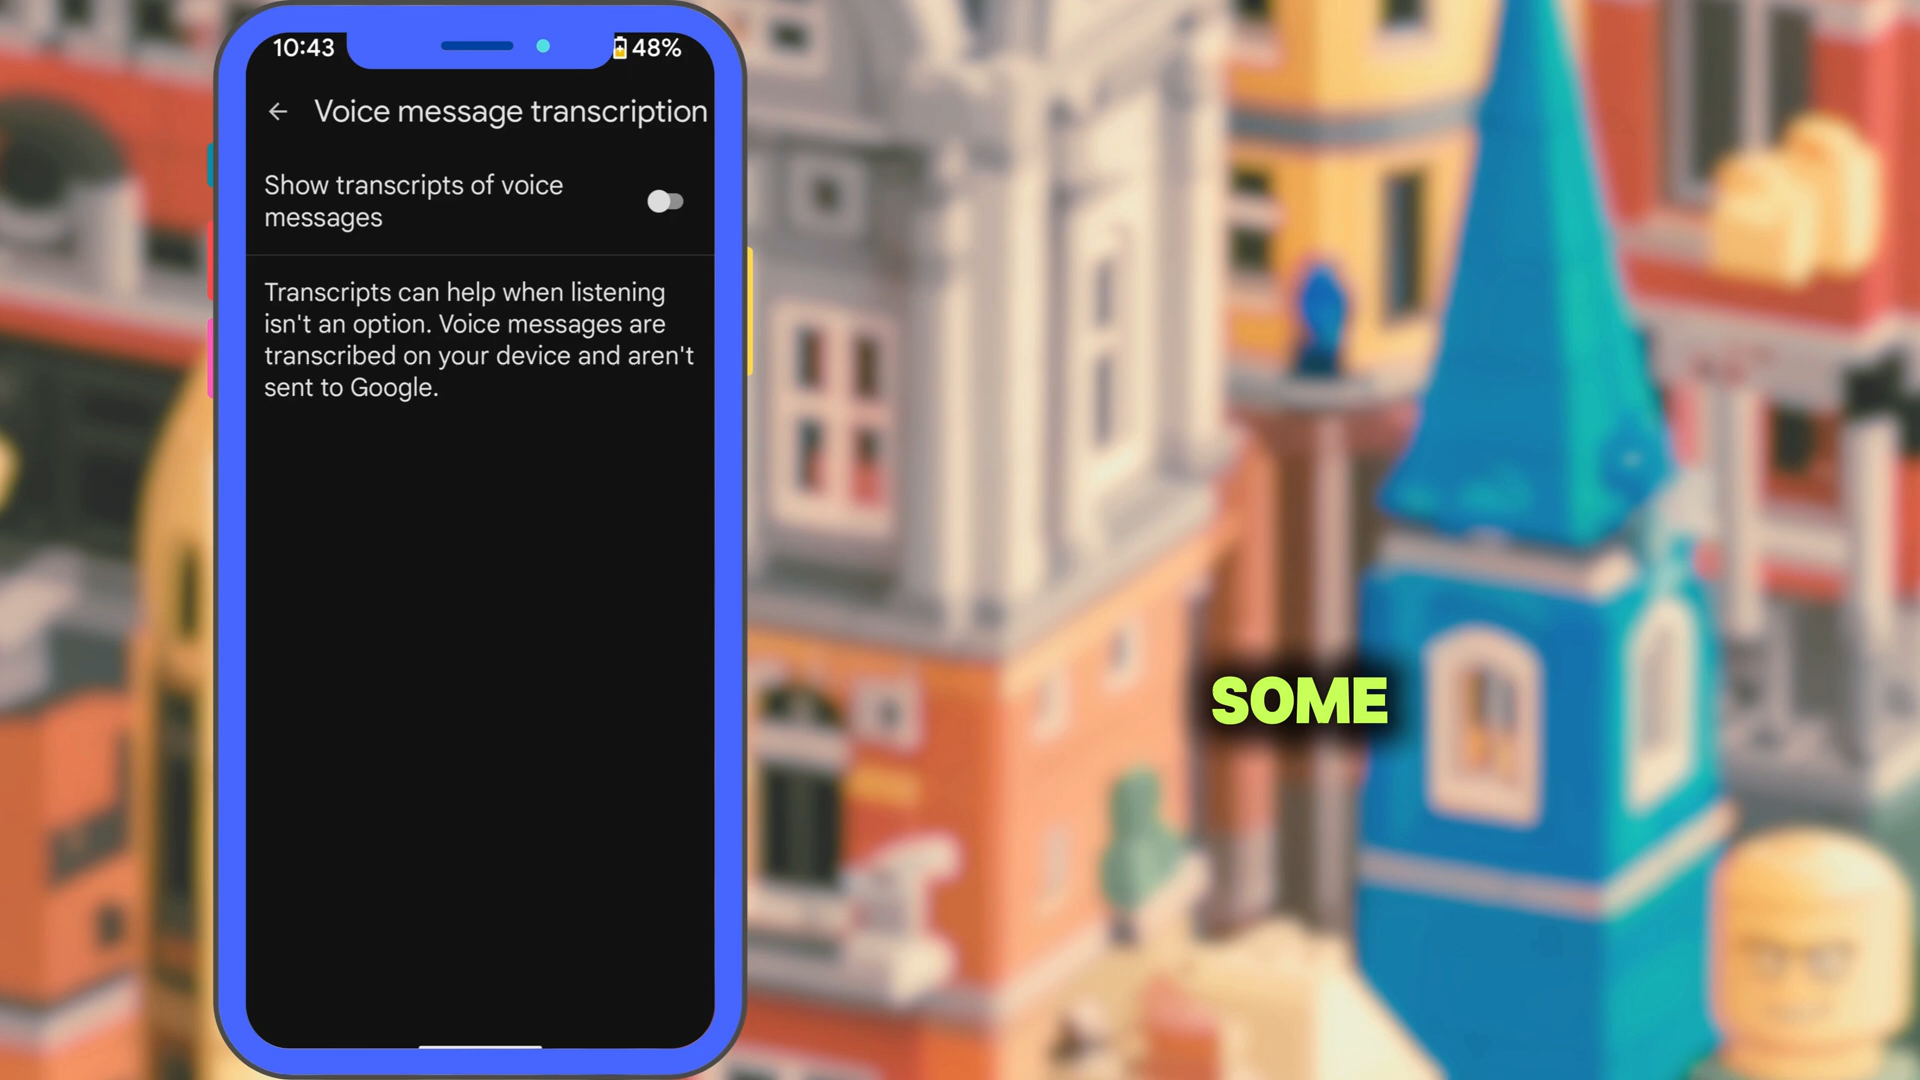 10:43
48%
Voice message transcription
Show transcripts of voice
messages
Transcripts can help when listening
isn't an option. Voice messages are
transcribed on your device and aren't
sent to Google.
SOME